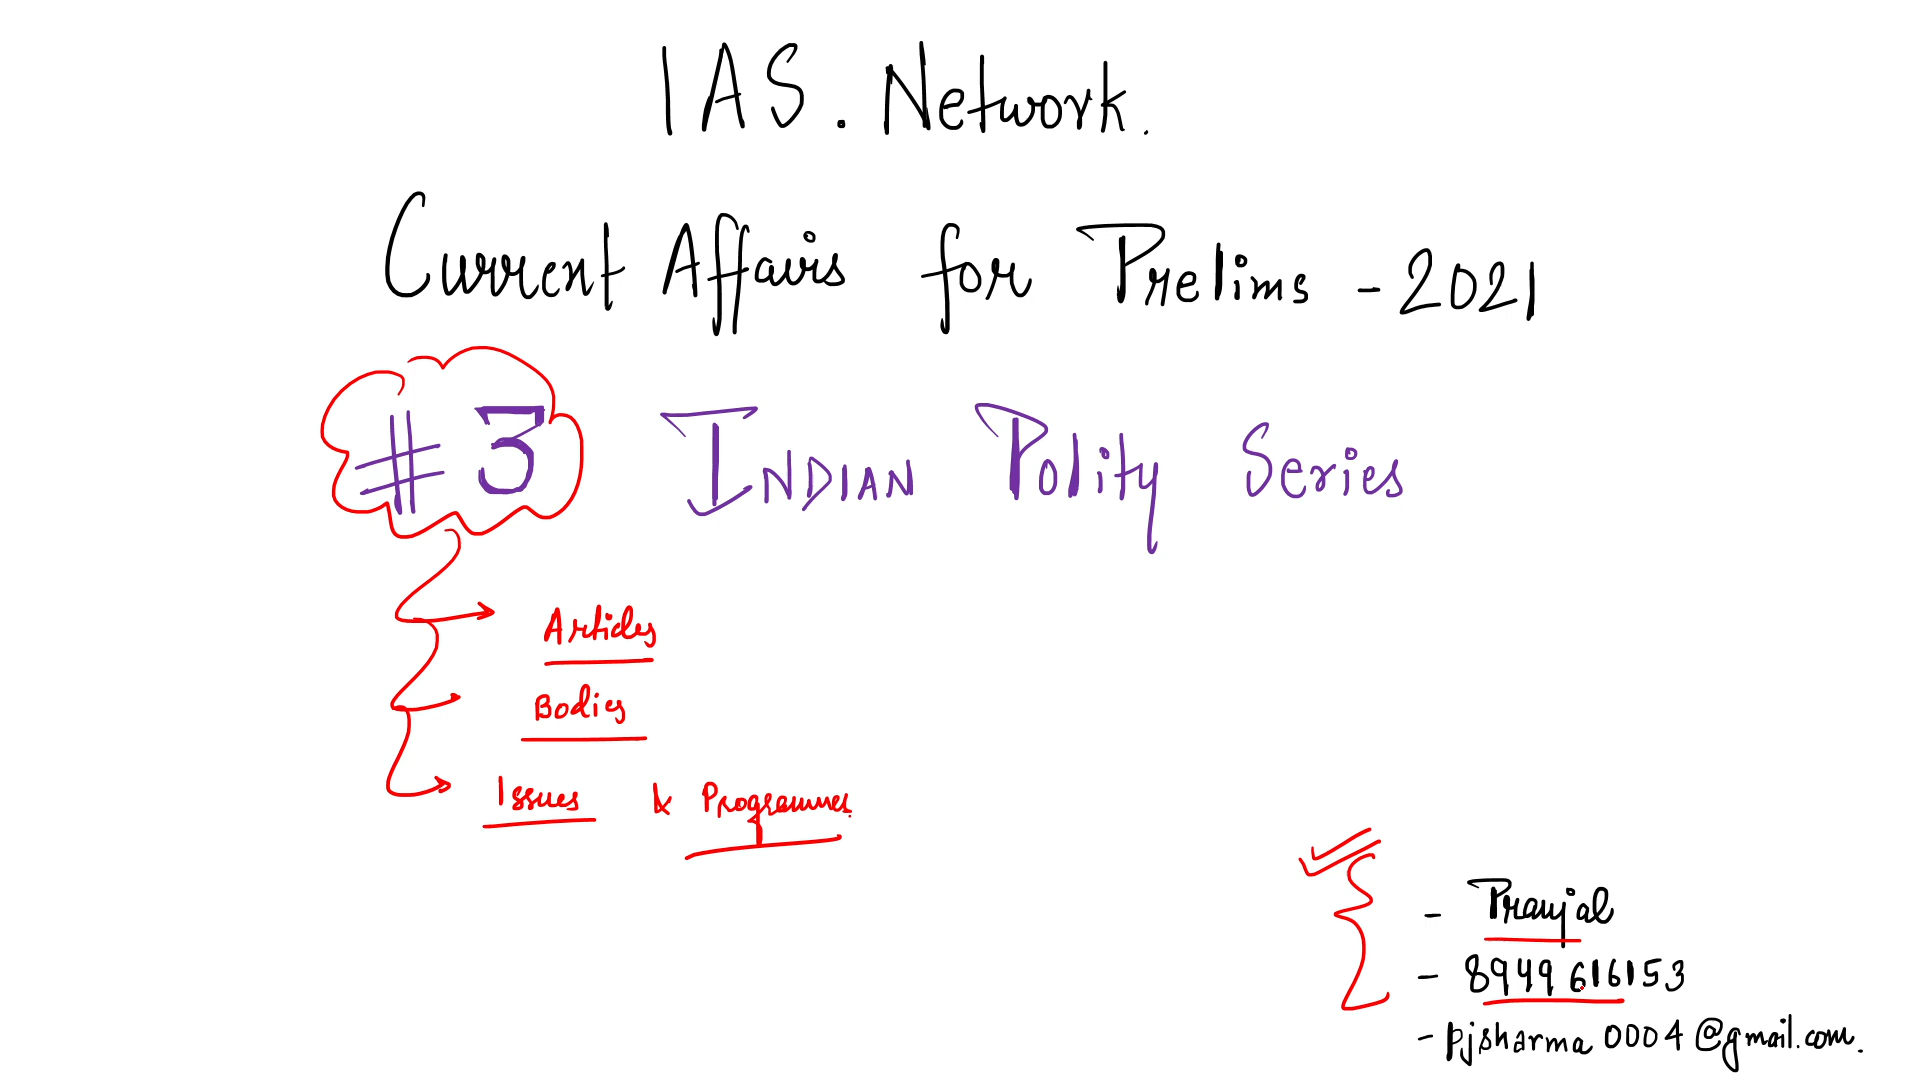 IAS. Network.
Current Affairs for Prelims - 2021
#3 INDIAN Polity Series
Articles
Bodies
Issues & Programmes.
- Pranjal
- 8949616153
- pjsharma0004@gmail.com.